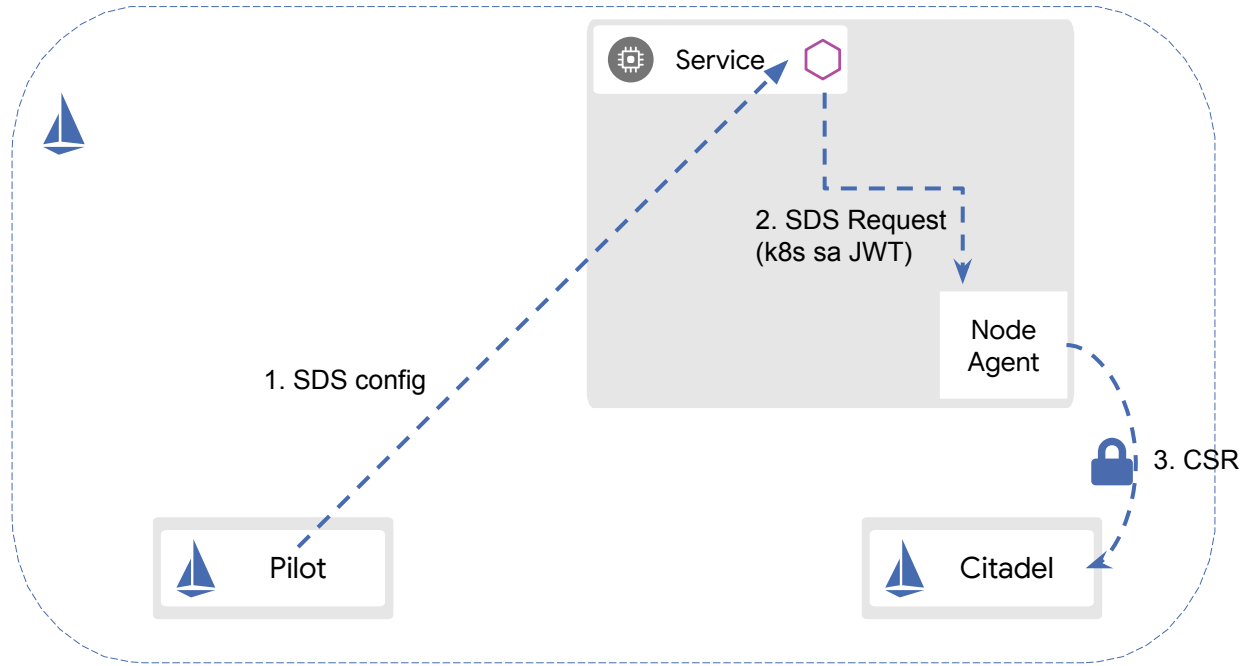 Service
2. SDS Request
(k8s sa JWT)
Node
Agent
1. SDS config
3. CSR
Pilot
Citadel